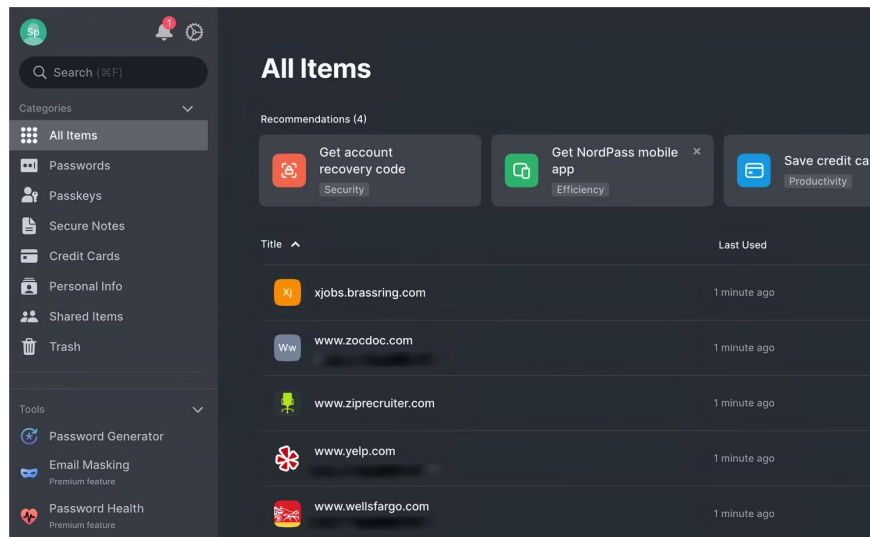 Sp
1
Search (⌘F)
Categories
All Items
Passwords
Passkeys
Secure Notes
Credit Cards
Personal Info
Shared Items
Trash
Tools
Password Generator
Email Masking
Premium feature
Password Health
Premium feature
All Items
Recommendations (4)
Get account
recovery code
Security
Get NordPass mobile
app
Efficiency
Save credit ca
Productivity
Title
Last Used
Xj
xjobs.brassring.com
1 minute ago
Ww
www.zocdoc.com
1 minute ago
www.ziprecruiter.com
1 minute ago
www.yelp.com
1 minute ago
www.wellsfargo.com
1 minute ago